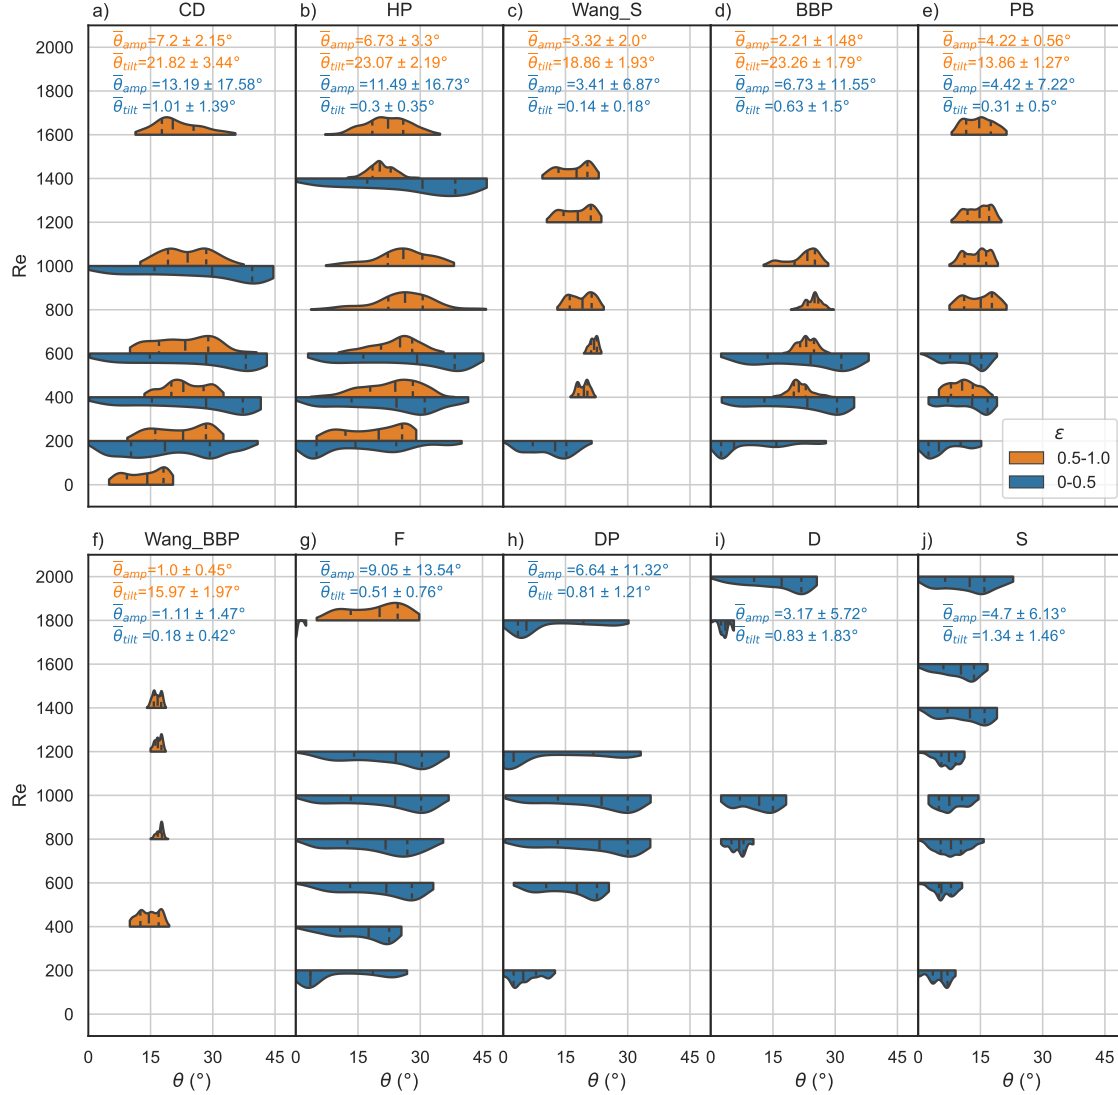 a) CD b) HP c) Wang_S d) BBP e) PB
θ̅amp=7.2 ± 2.15° θ̅amp=6.73 ± 3.3° θ̅amp=3.32 ± 2.0° θ̅amp=2.21 ± 1.48° θ̅amp=4.22 ± 0.56°
θ̅tilt=21.82 ± 3.44° θ̅tilt=23.07 ± 2.19° θ̅tilt=18.86 ± 1.93° θ̅tilt=23.26 ± 1.79° θ̅tilt=13.86 ± 1.27°
θ̅amp=13.19 ± 17.58° θ̅amp=11.49 ± 16.73° θ̅amp=3.41 ± 6.87° θ̅amp=6.73 ± 11.55° θ̅amp=4.42 ± 7.22°
θ̅tilt=1.01 ± 1.39° θ̅tilt=0.3 ± 0.35° θ̅tilt=0.14 ± 0.18° θ̅tilt=0.63 ± 1.5° θ̅tilt=0.31 ± 0.5°
2000
1800
1600
1400
1200
1000
800
600
400
200
0
Re
ε
0.5-1.0
0-0.5
f) Wang_BBP g) F h) DP i) D j) S
θ̅amp=1.0 ± 0.45° θ̅amp=9.05 ± 13.54° θ̅amp=6.64 ± 11.32°
θ̅tilt=15.97 ± 1.97° θ̅tilt=0.51 ± 0.76° θ̅tilt=0.81 ± 1.21°
θ̅amp=1.11 ± 1.47° θ̅amp=3.17 ± 5.72° θ̅amp=4.7 ± 6.13°
θ̅tilt=0.18 ± 0.42° θ̅tilt=0.83 ± 1.83° θ̅tilt=1.34 ± 1.46°
2000
1800
1600
1400
1200
1000
800
600
400
200
0
Re
0 15 30 45 0 15 30 45 0 15 30 45 0 15 30 45 0 15 30 45
θ (°) θ (°) θ (°) θ (°) θ (°)